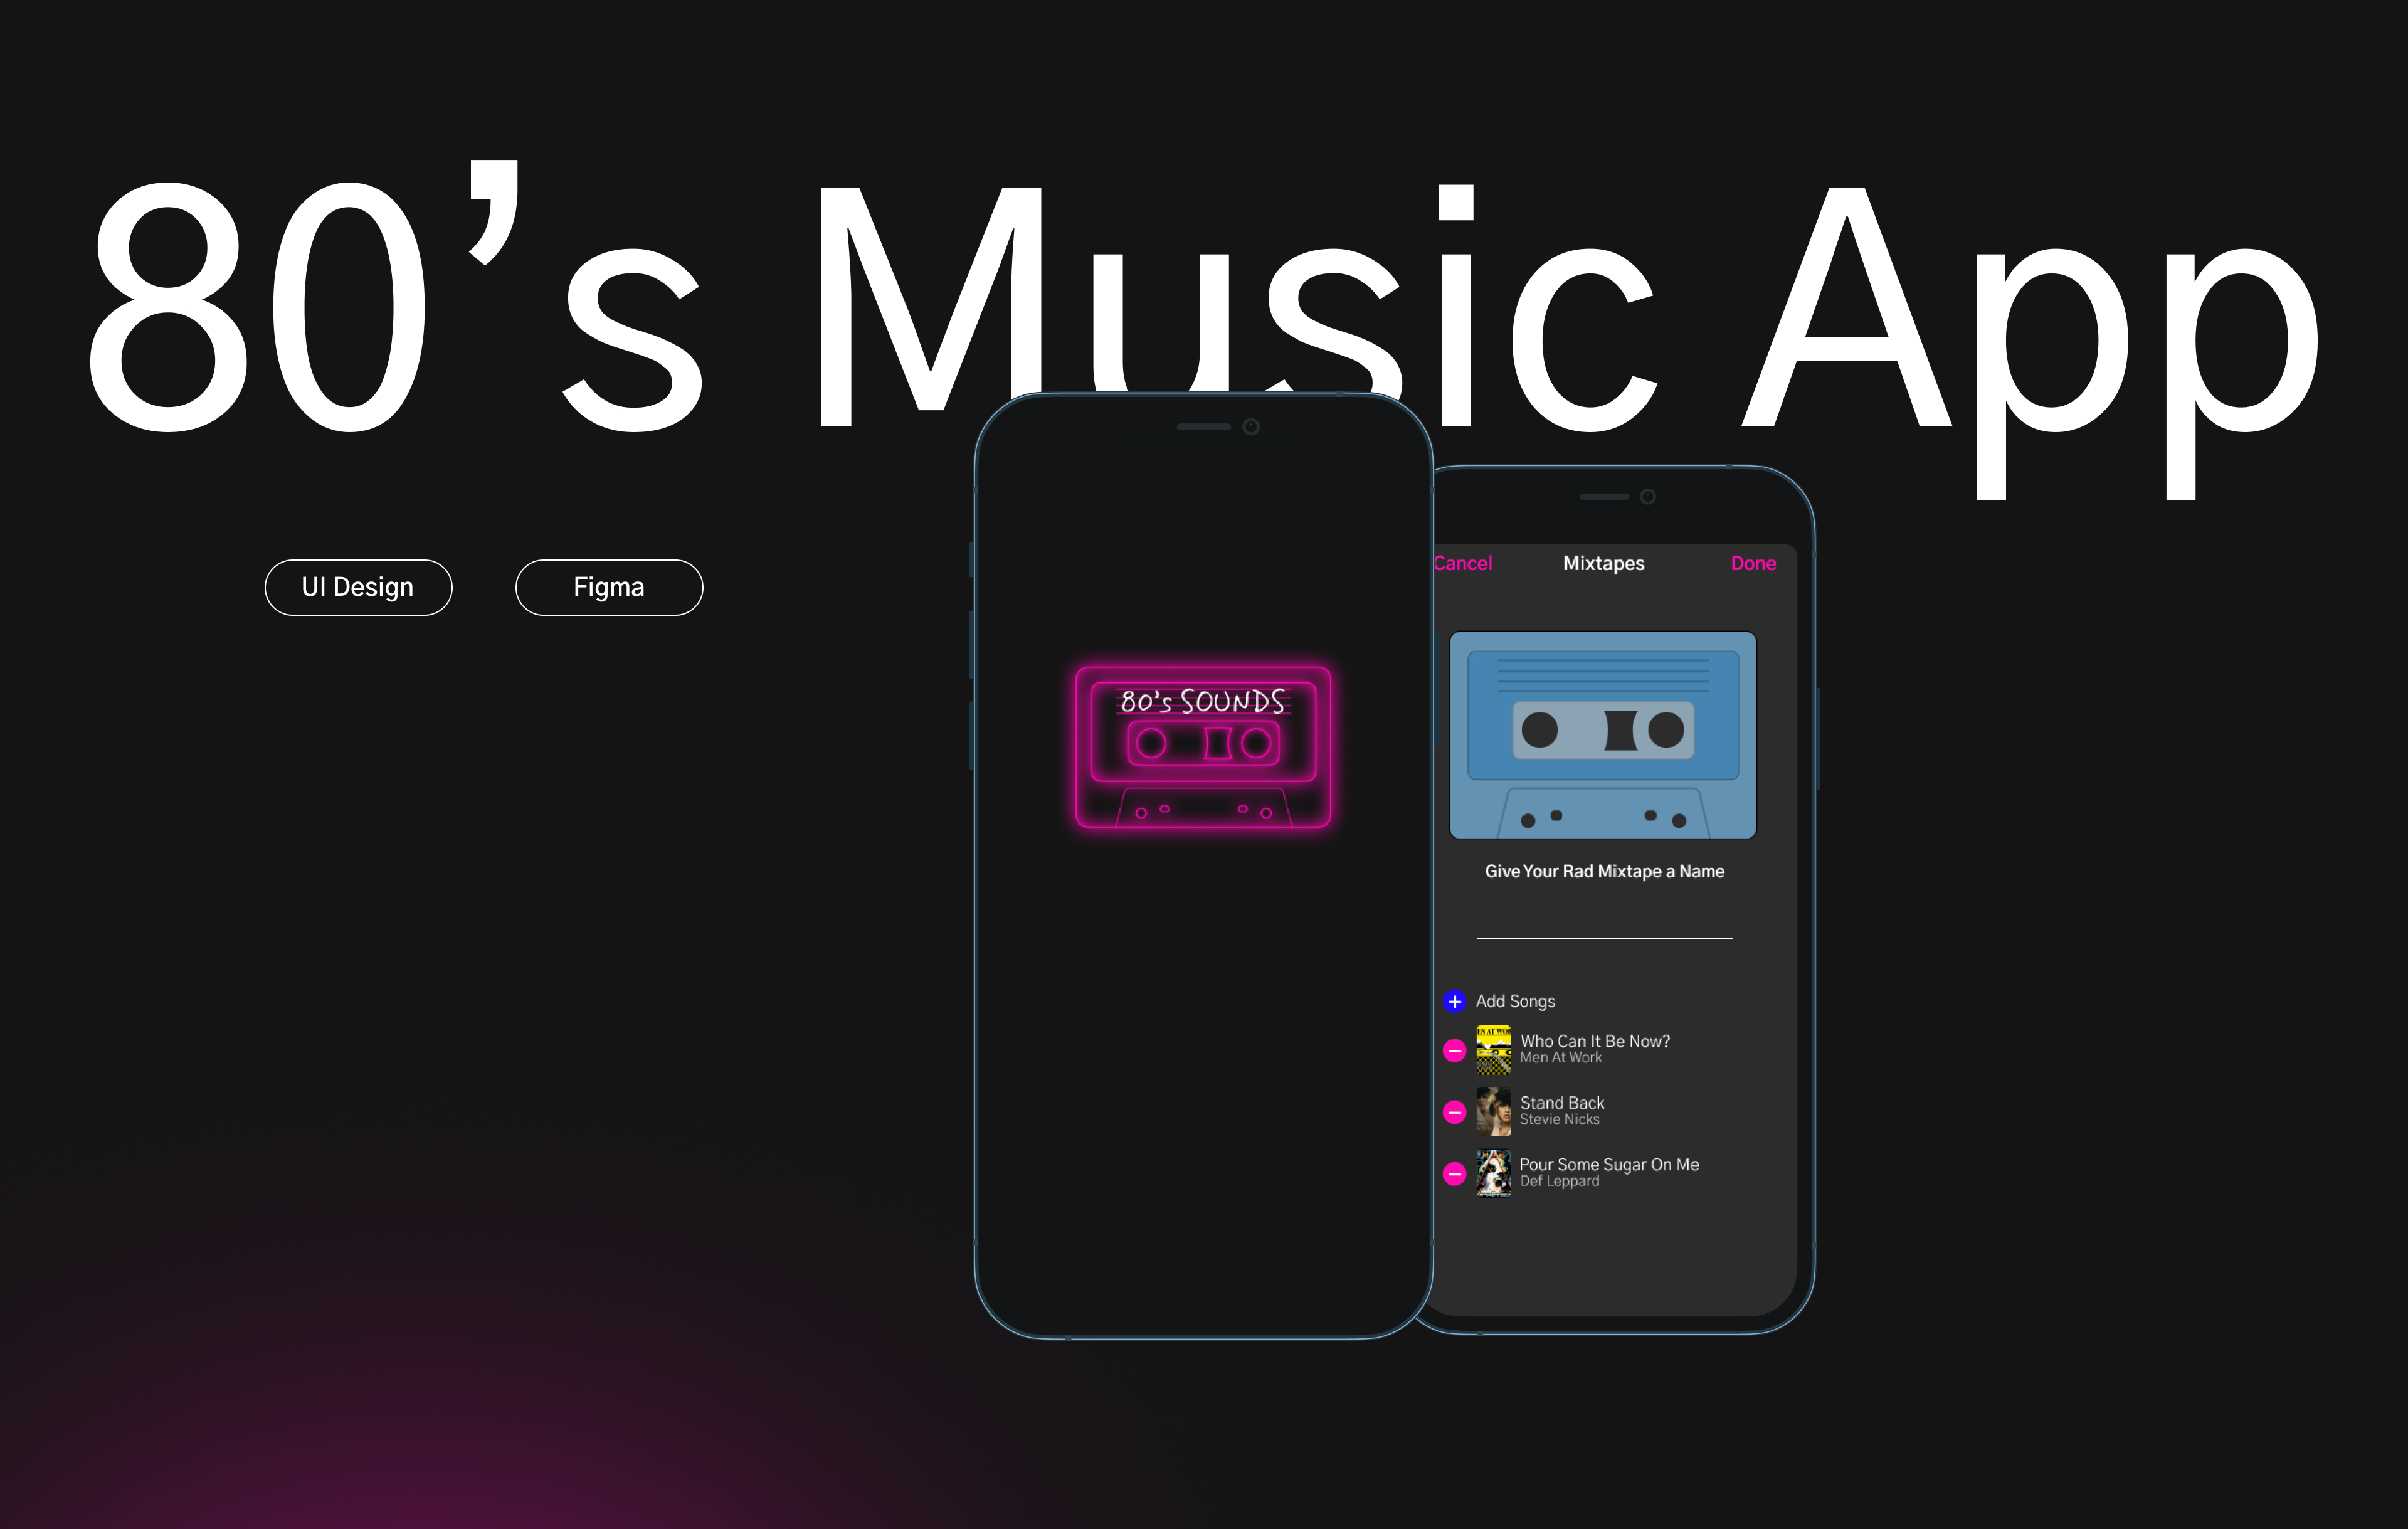 80’s Music App
UI Design
Figma
80's SOUNDS
Cancel
Mixtapes
Done
Give Your Rad Mixtape a Name
Add Songs
Who Can It Be Now?
Men At Work
Stand Back
Stevie Nicks
Pour Some Sugar On Me
Def Leppard